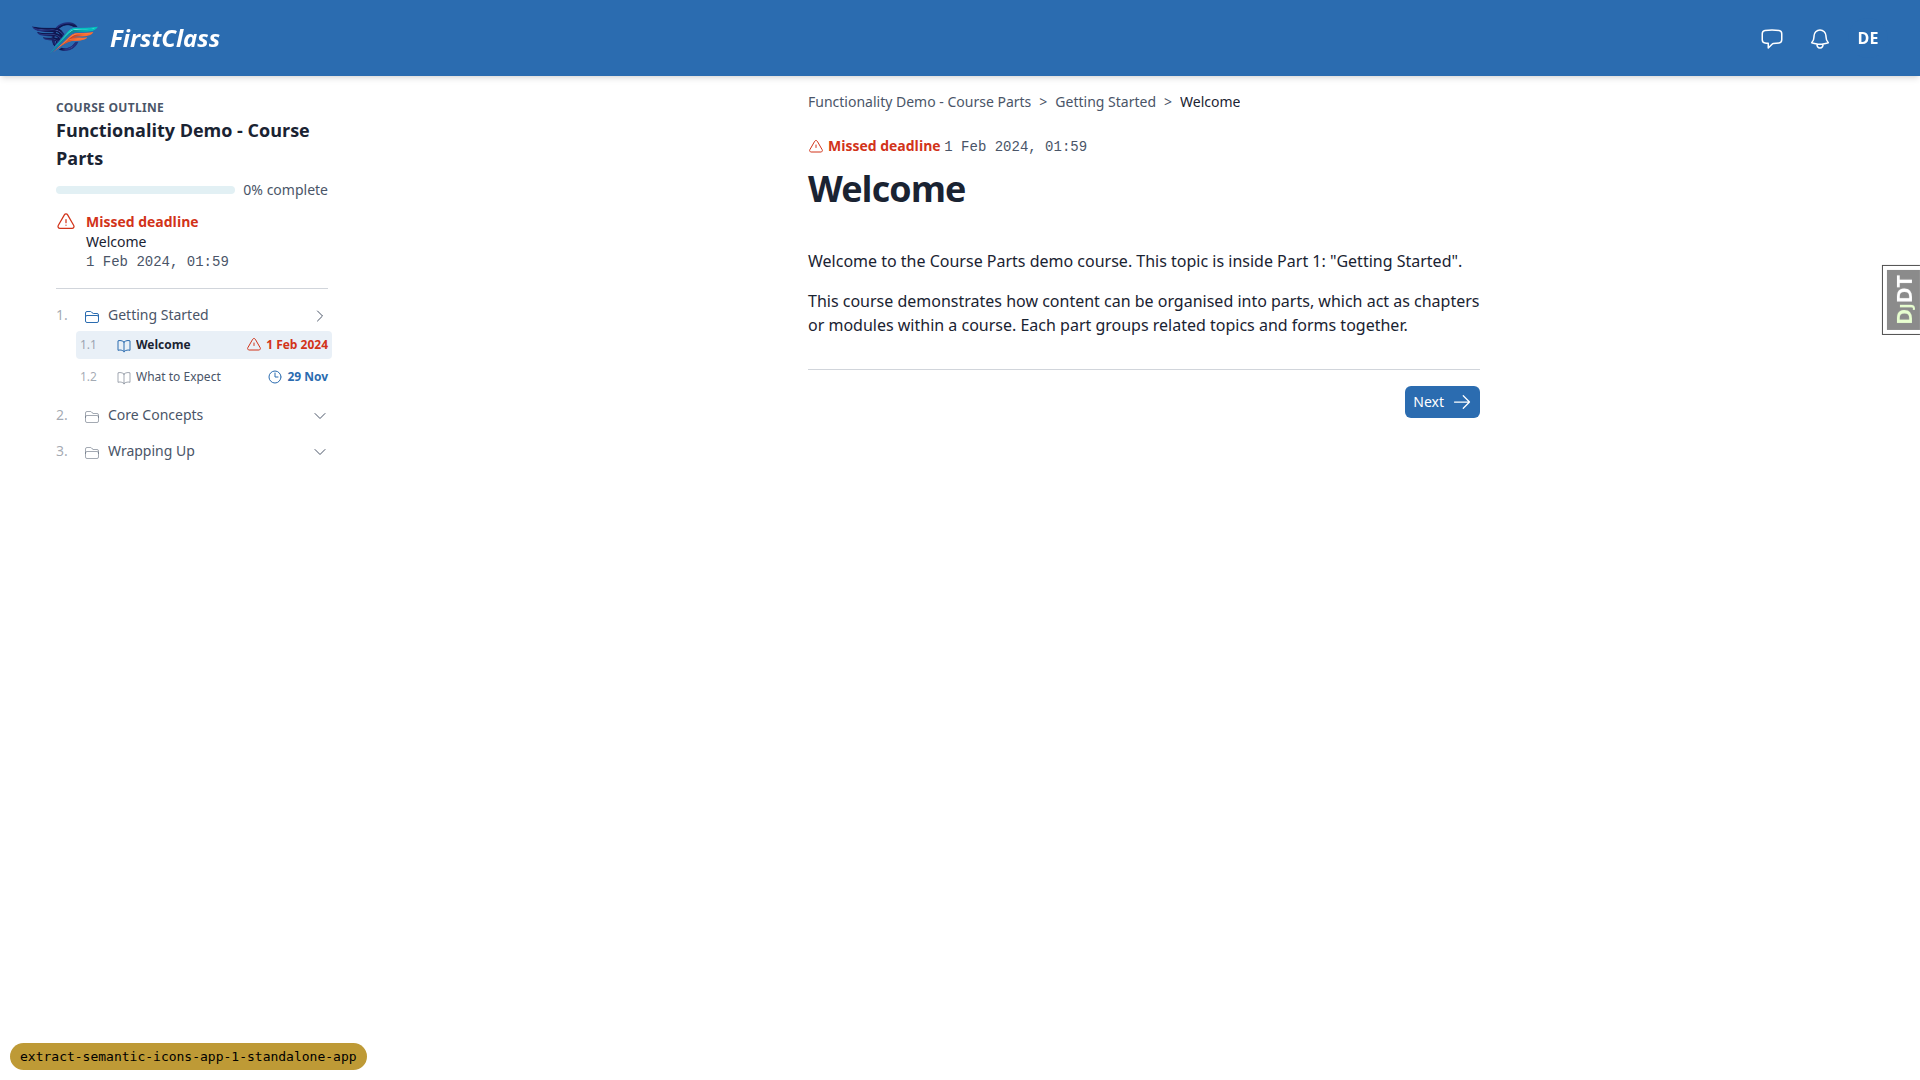 FirstClass
DE
COURSE OUTLINE
Functionality Demo - Course
Parts
0% complete
Missed deadline
Welcome
1 Feb 2024, 01:59
1. Getting Started
1.1 Welcome 1 Feb 2024
1.2 What to Expect 29 Nov
2. Core Concepts
3. Wrapping Up
Functionality Demo - Course Parts > Getting Started > Welcome
Missed deadline 1 Feb 2024, 01:59
Welcome
Welcome to the Course Parts demo course. This topic is inside Part 1: "Getting Started".
This course demonstrates how content can be organised into parts, which act as chapters
or modules within a course. Each part groups related topics and forms together.
Next
DJDT
extract-semantic-icons-app-1-standalone-app